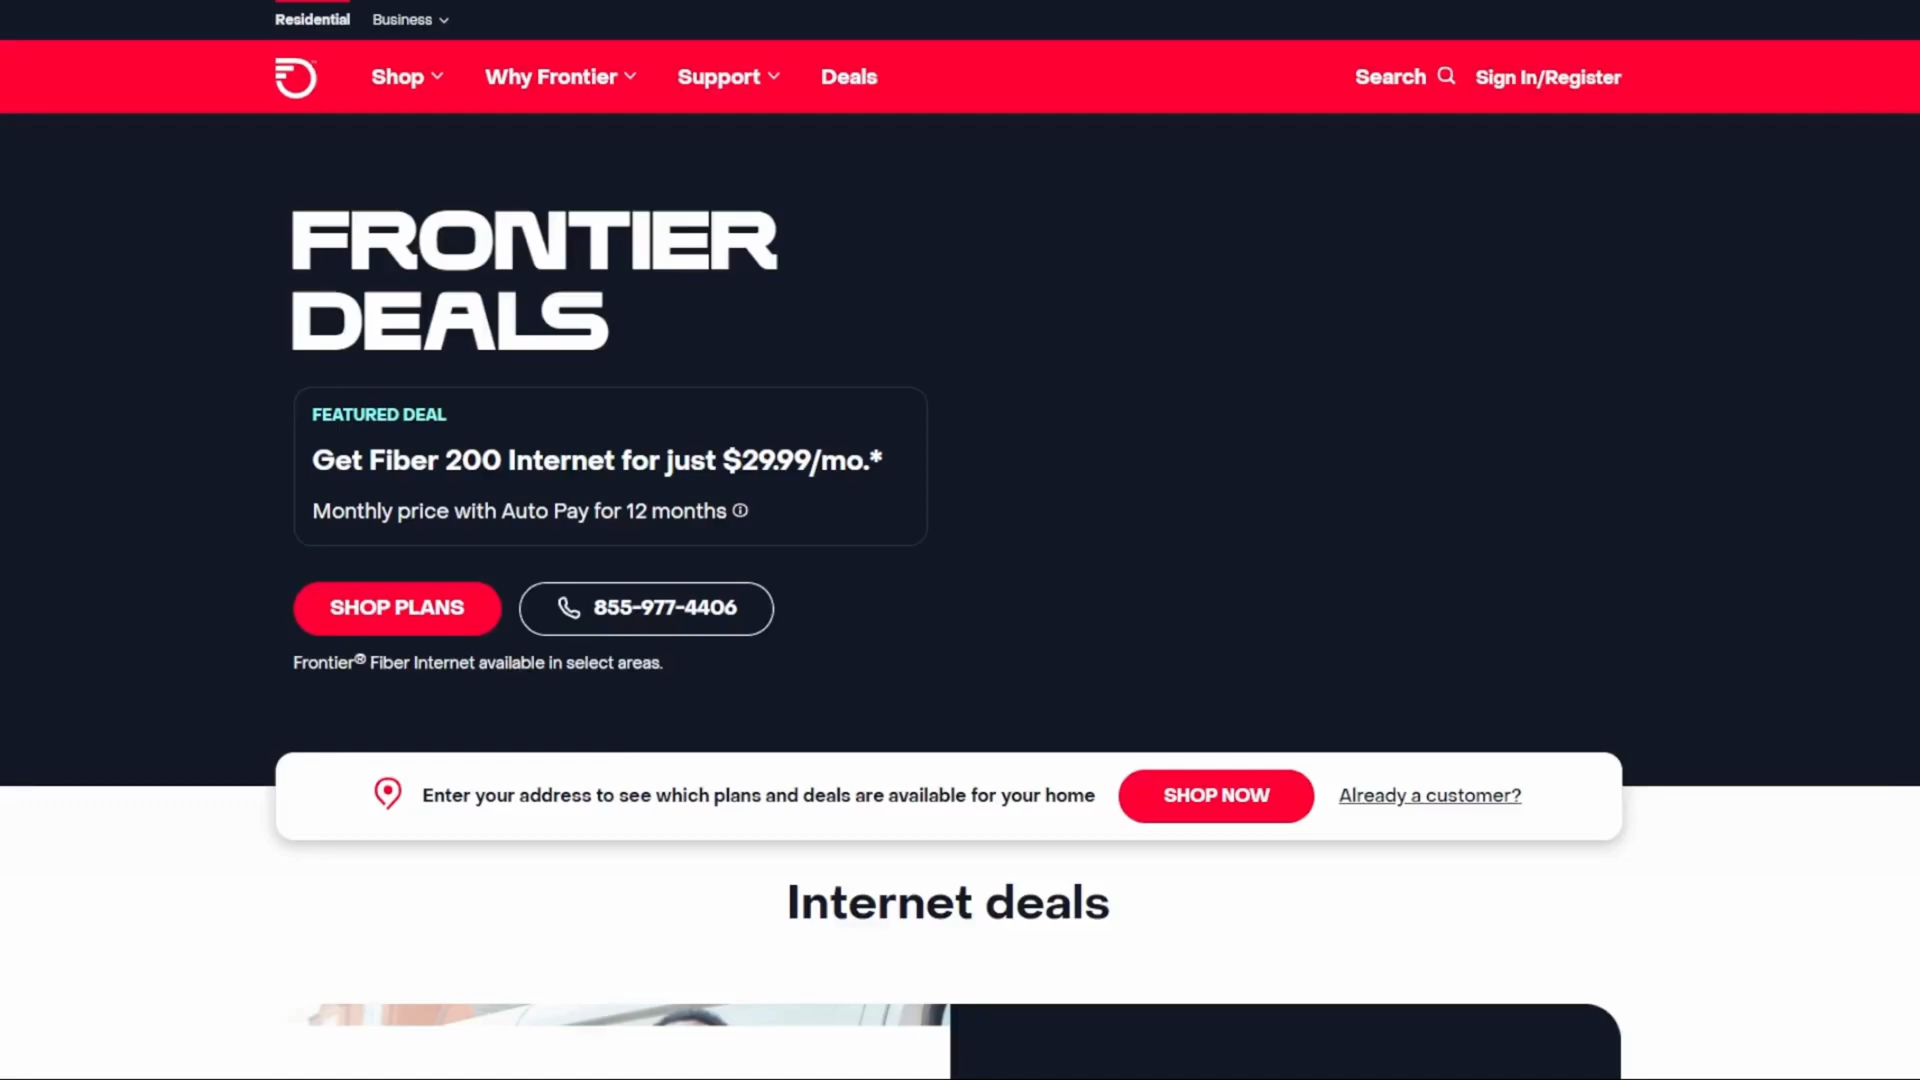 Residential Business
Shop Why Frontier Support Deals Search Sign In/Register
FRONTIER
DEALS
FEATURED DEAL
Get Fiber 200 Internet for just $29.99/mo.*
Monthly price with Auto Pay for 12 months
SHOP PLANS 855-977-4406
Frontier® Fiber Internet available in select areas.
Enter your address to see which plans and deals are available for your home SHOP NOW Already a customer?
Internet deals